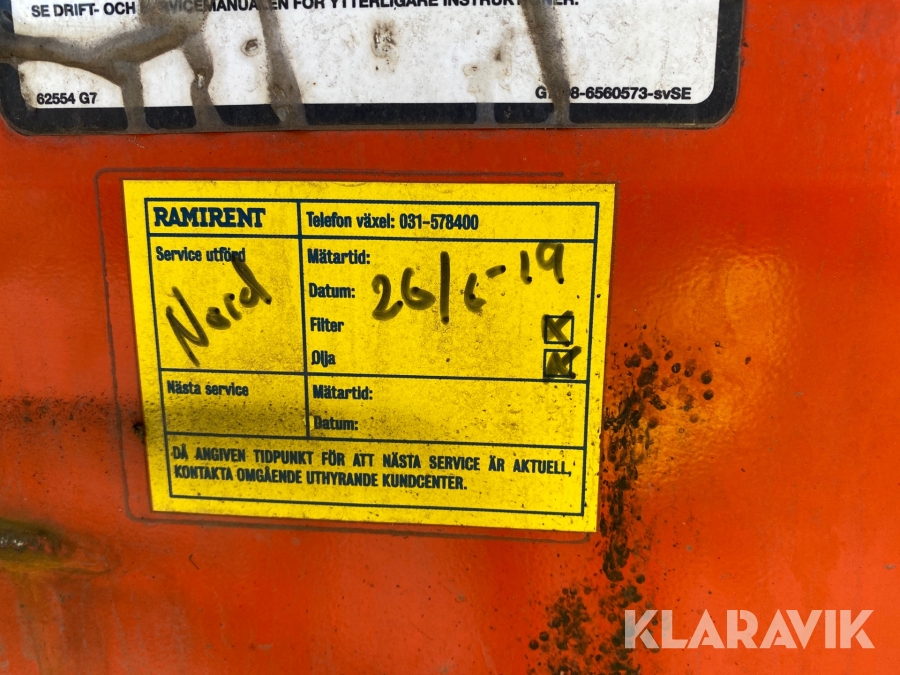 SE DRIFT- OCH SERVICEMANUALEN FÖR YTTERLIGARE INSTRUKTIONER.
62554 G7
-6560573-svSE
RAMIRENT
Telefon växel: 031-578400
Service utförd
Nord
Mätartid:
Datum: 26/ -19
Filter
Olja
Nästa service
Mätartid:
Datum:
DÅ ANGIVEN TIDPUNKT FÖR ATT NÄSTA SERVICE ÄR AKTUELL,
KONTAKTA OMGÅENDE UTHYRANDE KUNDCENTER.
KLARAVIK